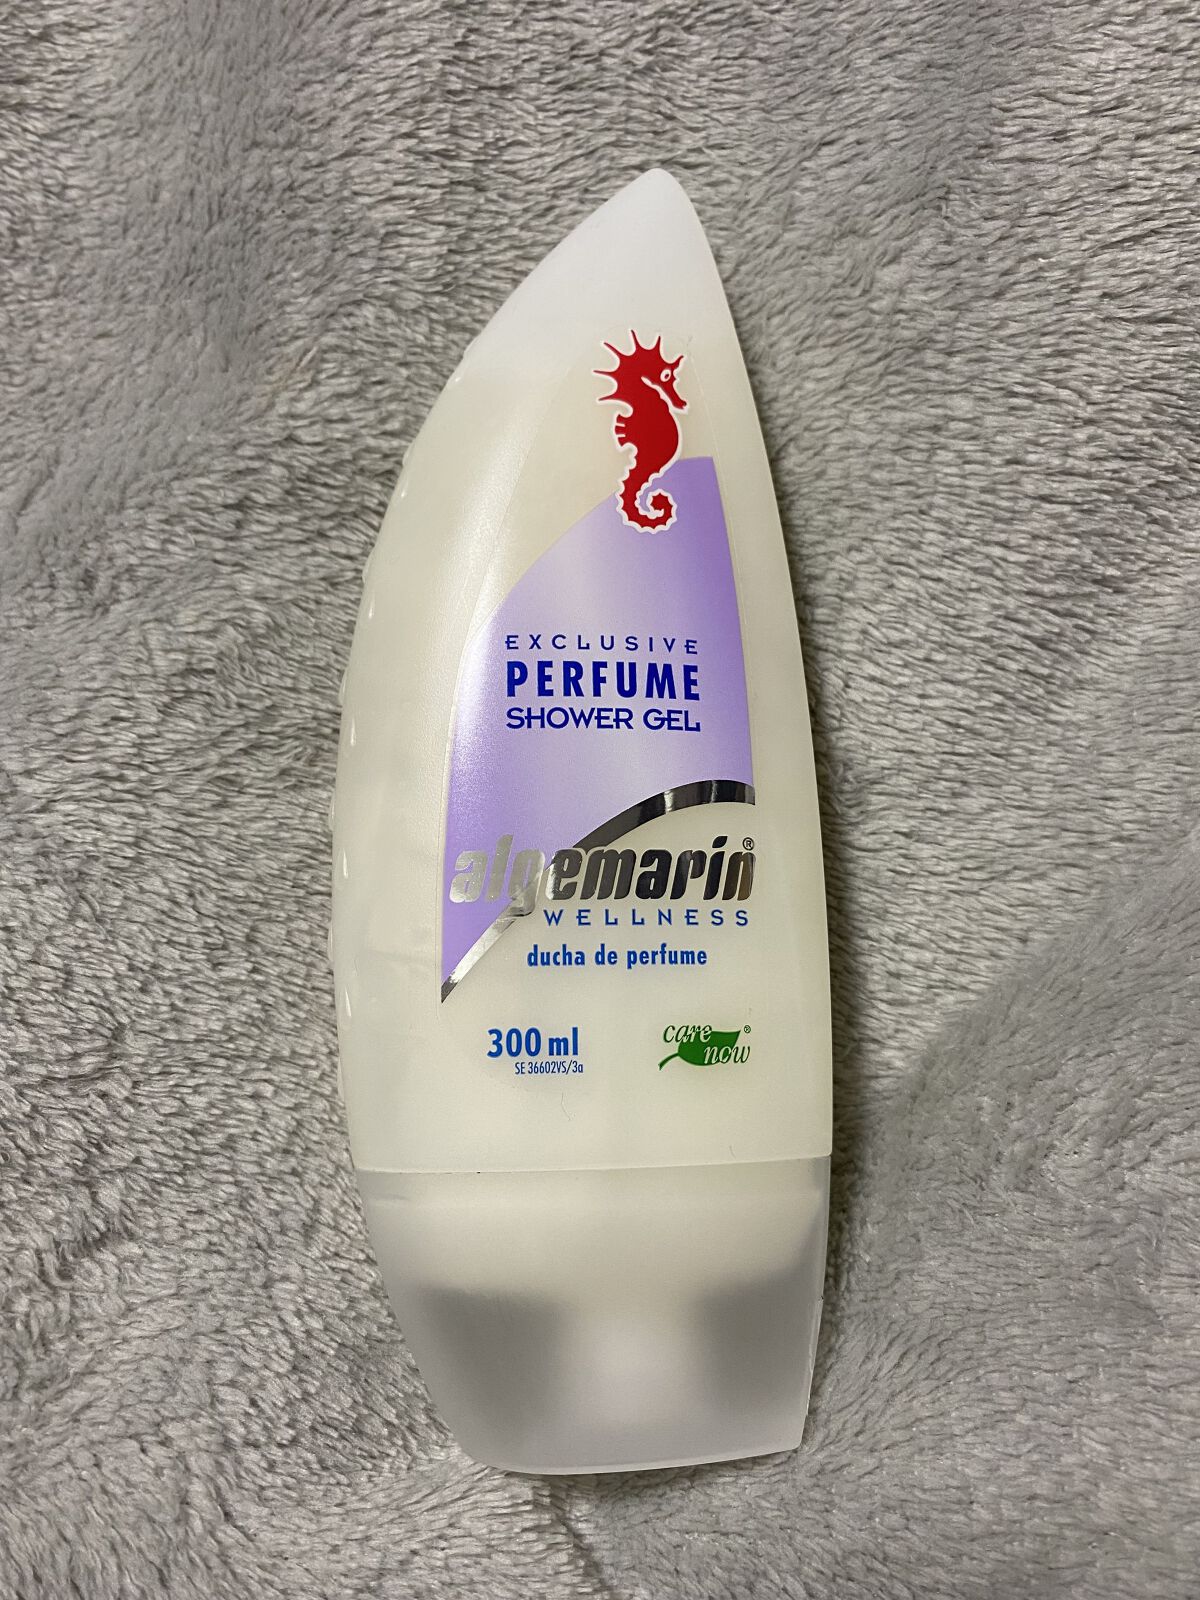 EXCLUSIVE
PERFUME
SHOWER GEL
algemarin®
WELLNESS
ducha de perfume
300 ml
SE 36602VS/3a
care now®